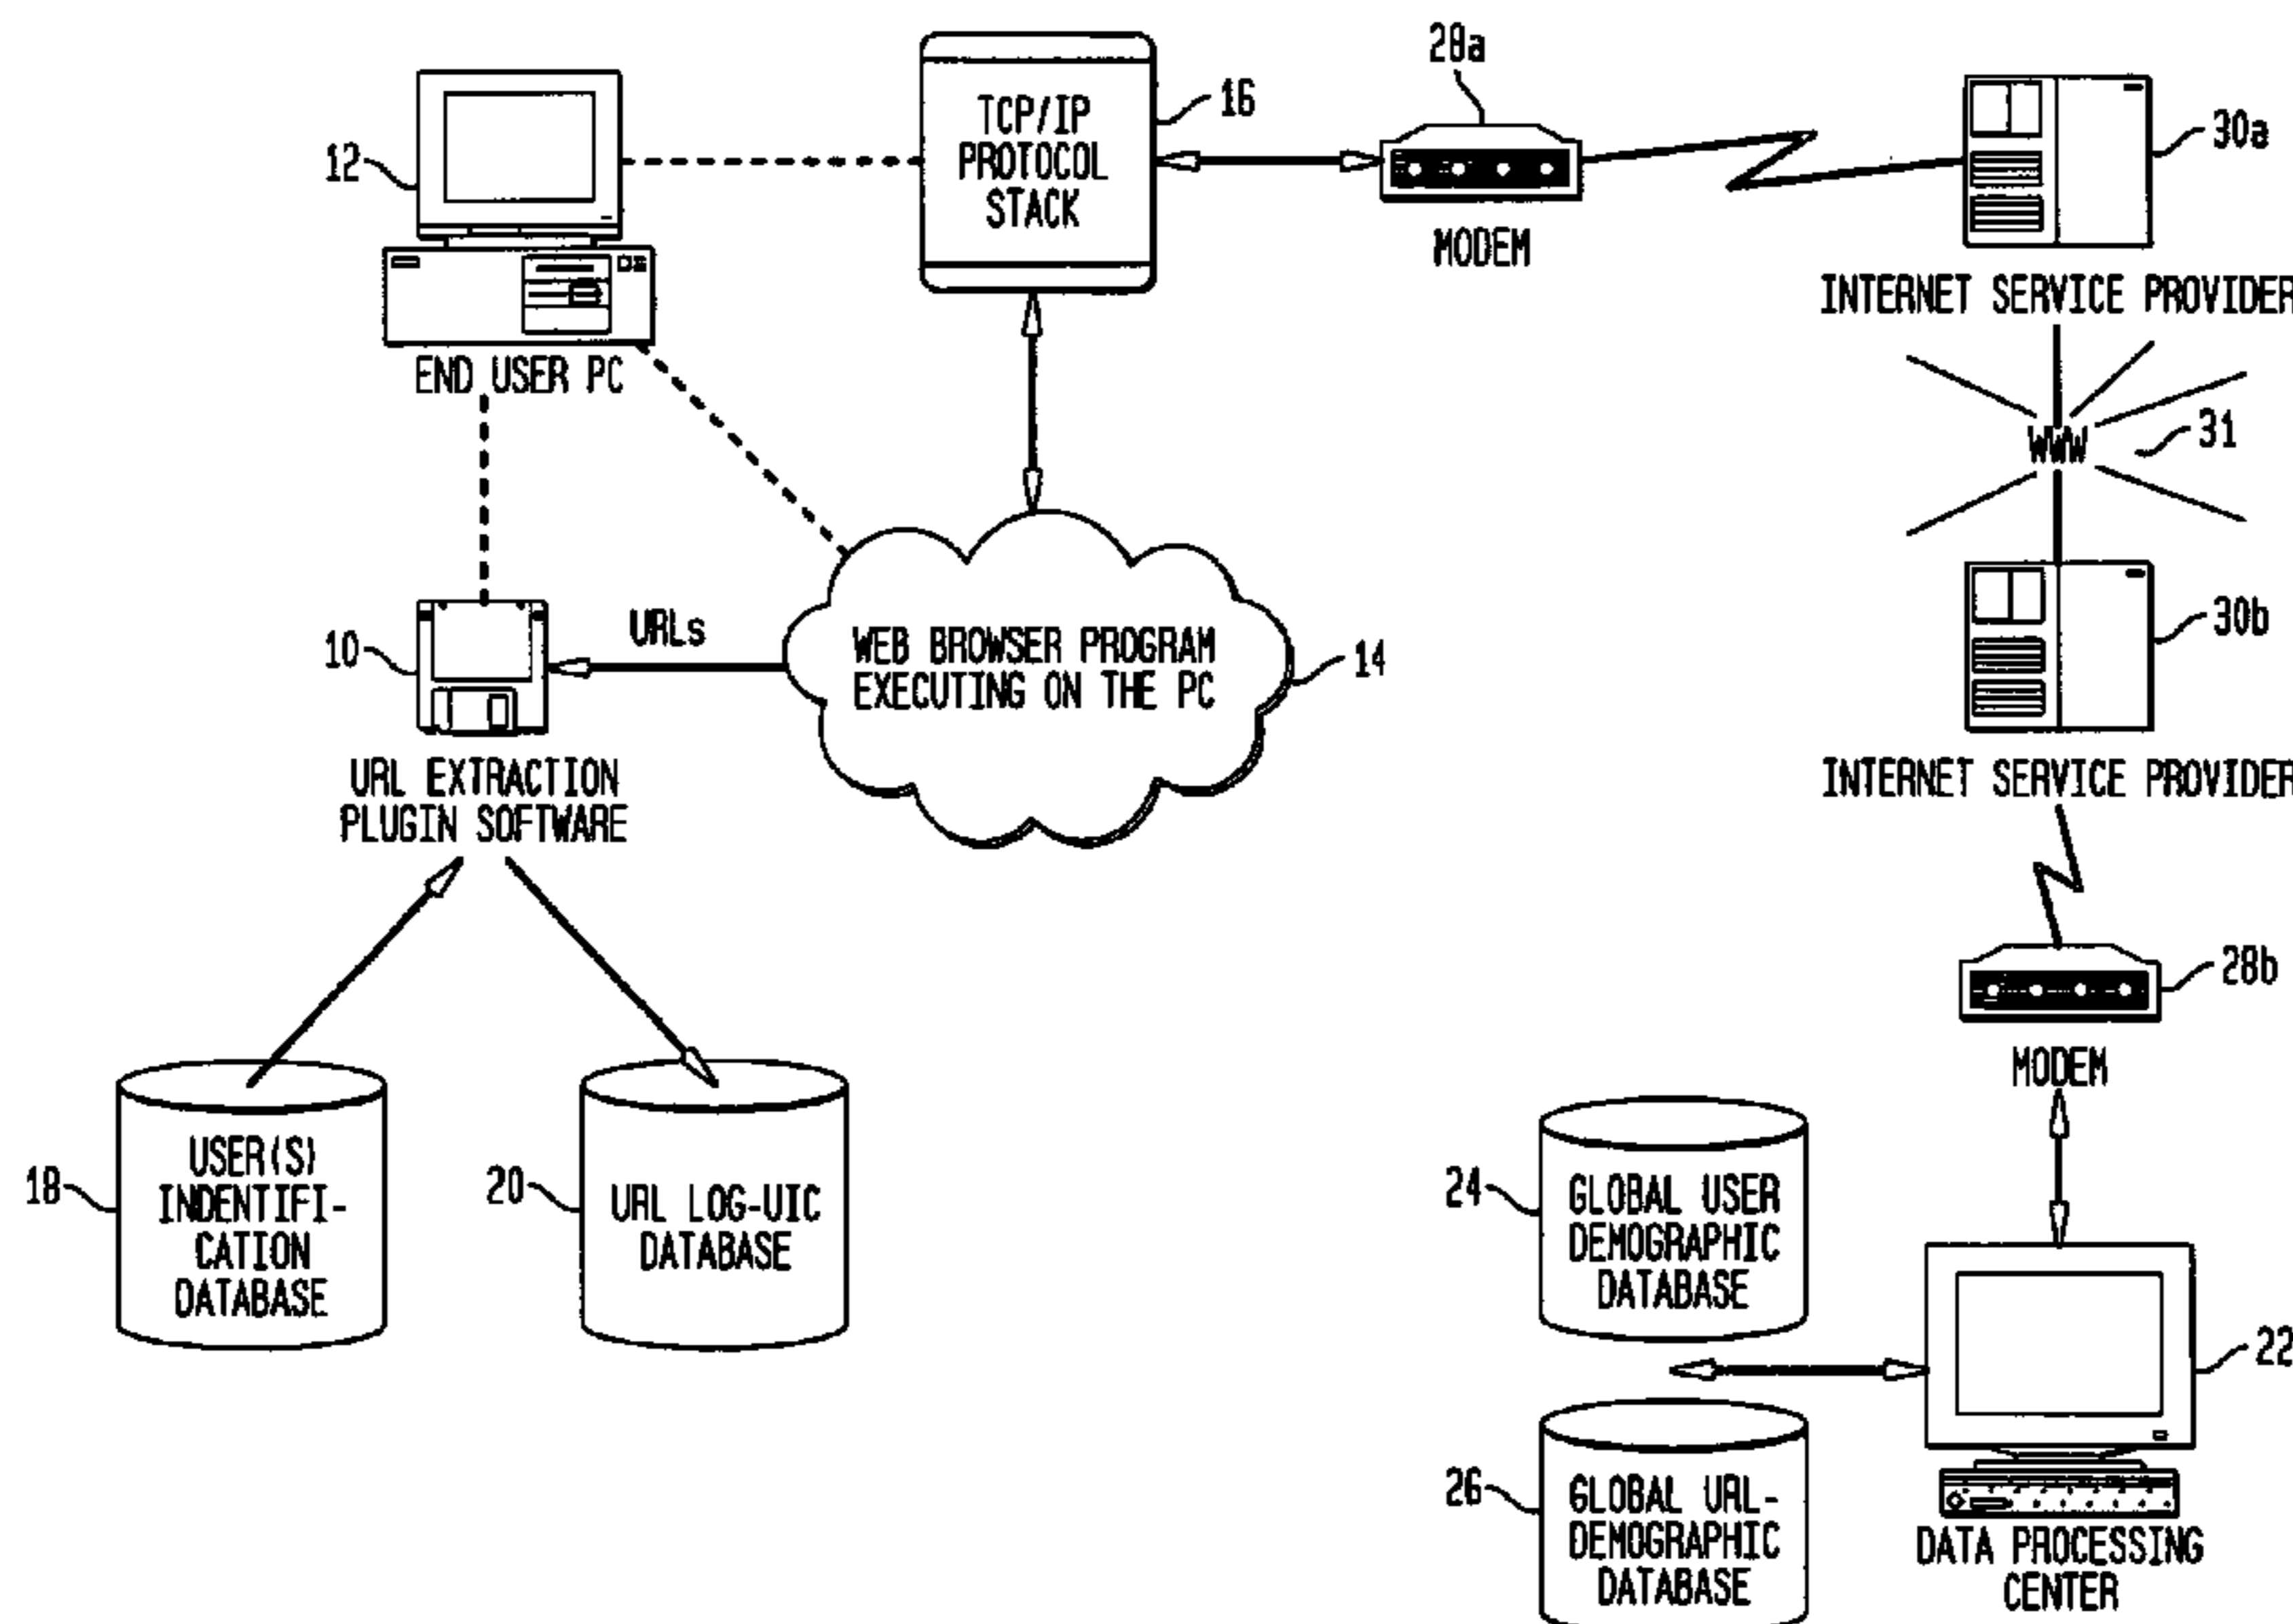 12
END USER PC
TCP/IP
PROTOCOL
STACK
16
28a
MODEM
30a
INTERNET SERVICE PROVIDER
WWW
31
30b
INTERNET SERVICE PROVIDER
10
URLs
URL EXTRACTION
PLUGIN SOFTWARE
WEB BROWSER PROGRAM
EXECUTING ON THE PC
14
28b
MODEM
18
USER(S)
INDENTIFI-
CATION
DATABASE
20
URL LOG-UIC
DATABASE
24
GLOBAL USER
DEMOGRAPHIC
DATABASE
22
26
GLOBAL URL-
DEMOGRAPHIC
DATABASE
DATA PROCESSING
CENTER